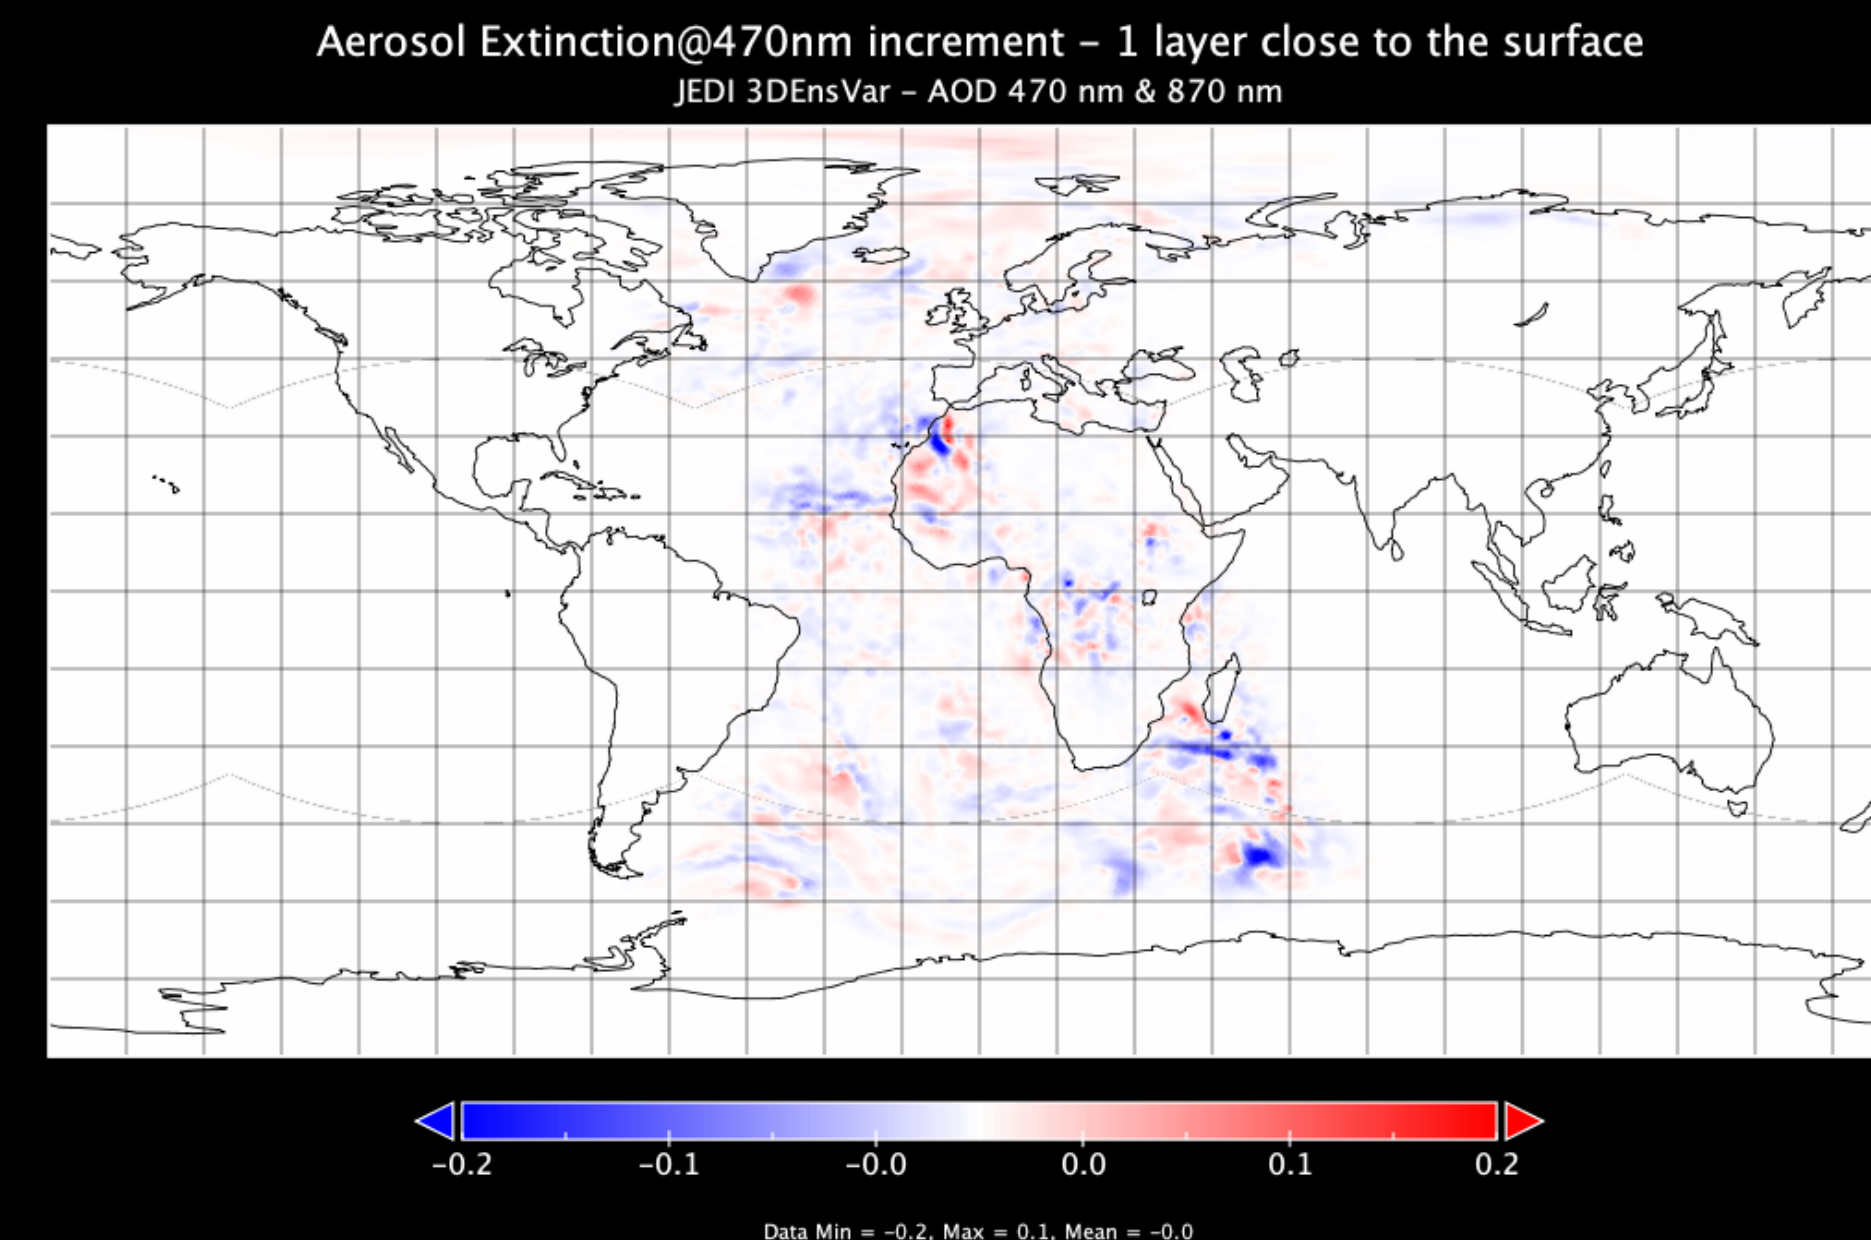 Aerosol Extinction@470nm increment – 1 layer close to the surface
JEDI 3DEnsVar – AOD 470 nm & 870 nm
-0.2 -0.1 -0.0 0.0 0.1 0.2
Data Min = -0.2, Max = 0.1, Mean = -0.0